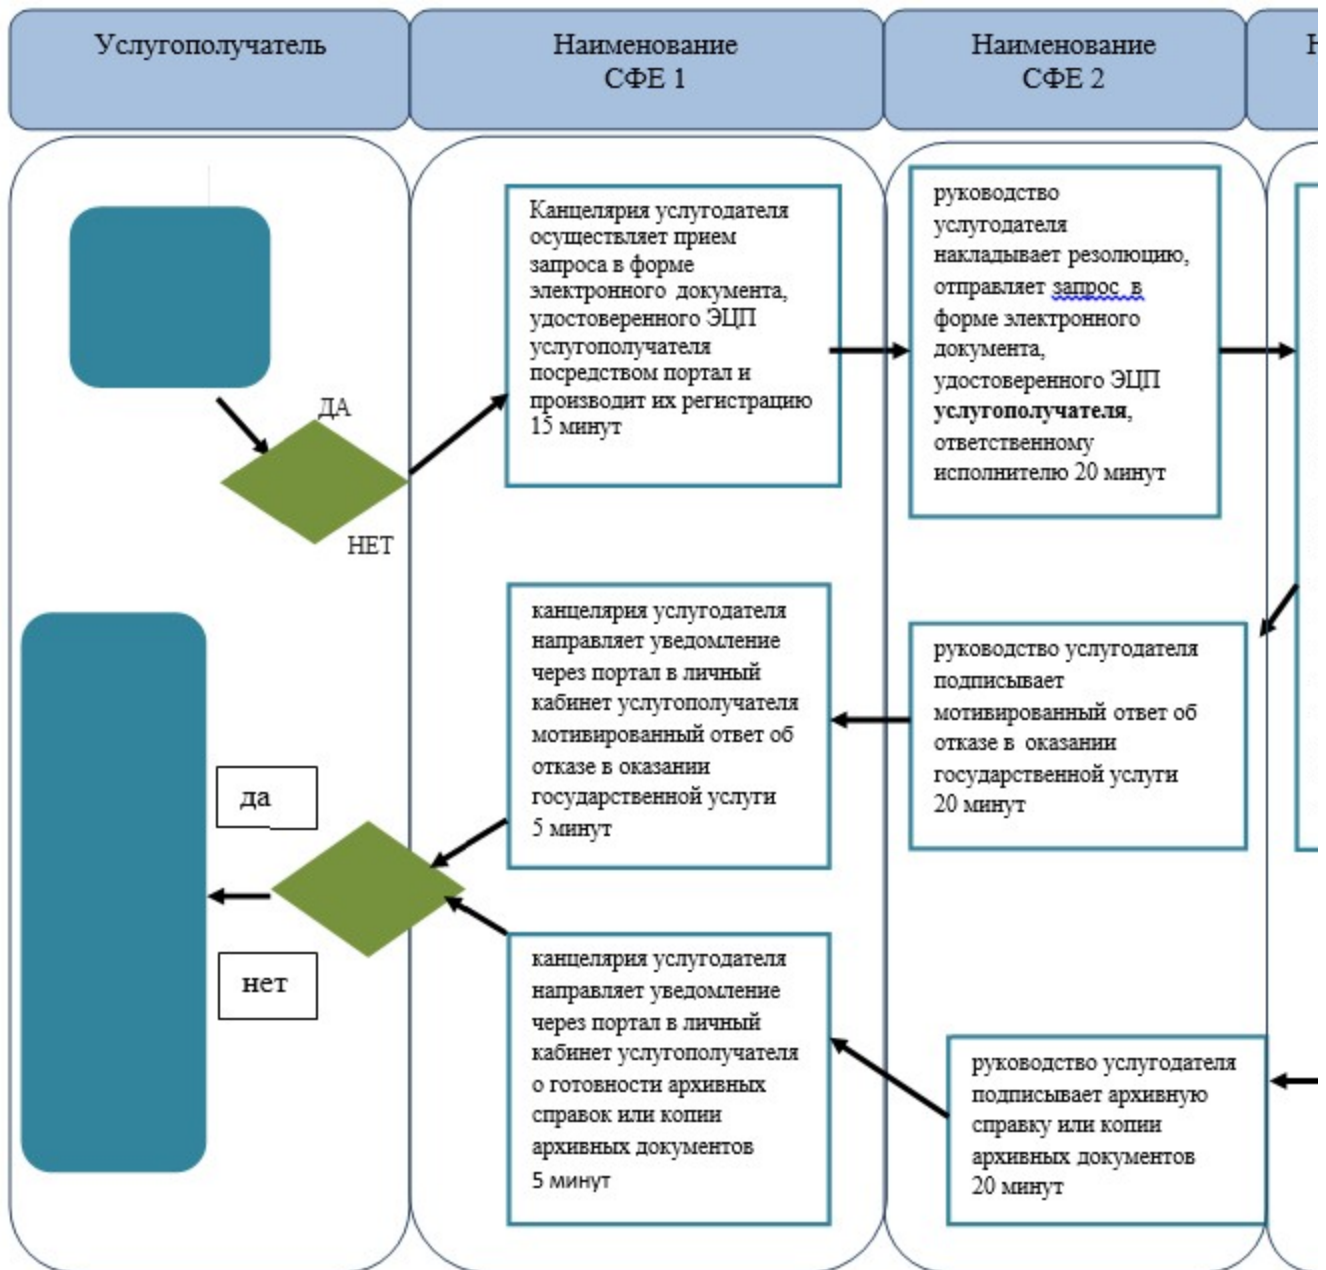 Услугополучатель
Наименование
СФЕ 1
Наименование
СФЕ 2
Н
Канцелярия услугодателя
осуществляет прием
запроса в форме
электронного документа,
удостоверенного ЭЦП
услугополучателя
посредством портал и
производит их регистрацию
15 минут
руководство
услугодателя
накладывает резолюцию,
отправляет запрос в
форме электронного
документа,
удостоверенного ЭЦП
услугополучателя,
ответственному
исполнителю 20 минут
ДА
НЕТ
канцелярия услугодателя
направляет уведомление
через портал в личный
кабинет услугополучателя
мотивированный ответ об
отказе в оказании
государственной услуги
5 минут
руководство услугодателя
подписывает
мотивированный ответ об
отказе в оказании
государственной услуги
20 минут
да
нет
канцелярия услугодателя
направляет уведомление
через портал в личный
кабинет услугополучателя
о готовности архивных
справок или копии
архивных документов
5 минут
руководство услугодателя
подписывает архивную
справку или копии
архивных документов
20 минут